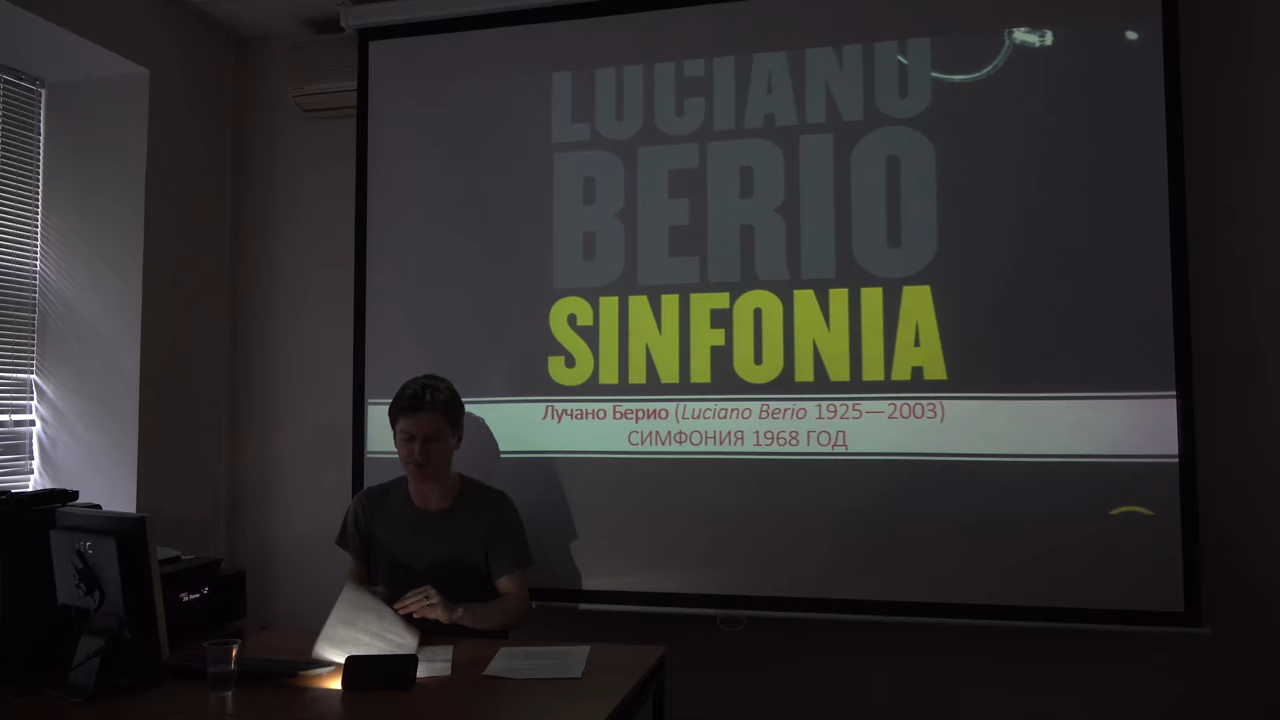 LUCIANO
BERIO
SINFONIA
Лучано Берио (Luciano Berio 1925—2003)
СИМФОНИЯ 1968 ГОД